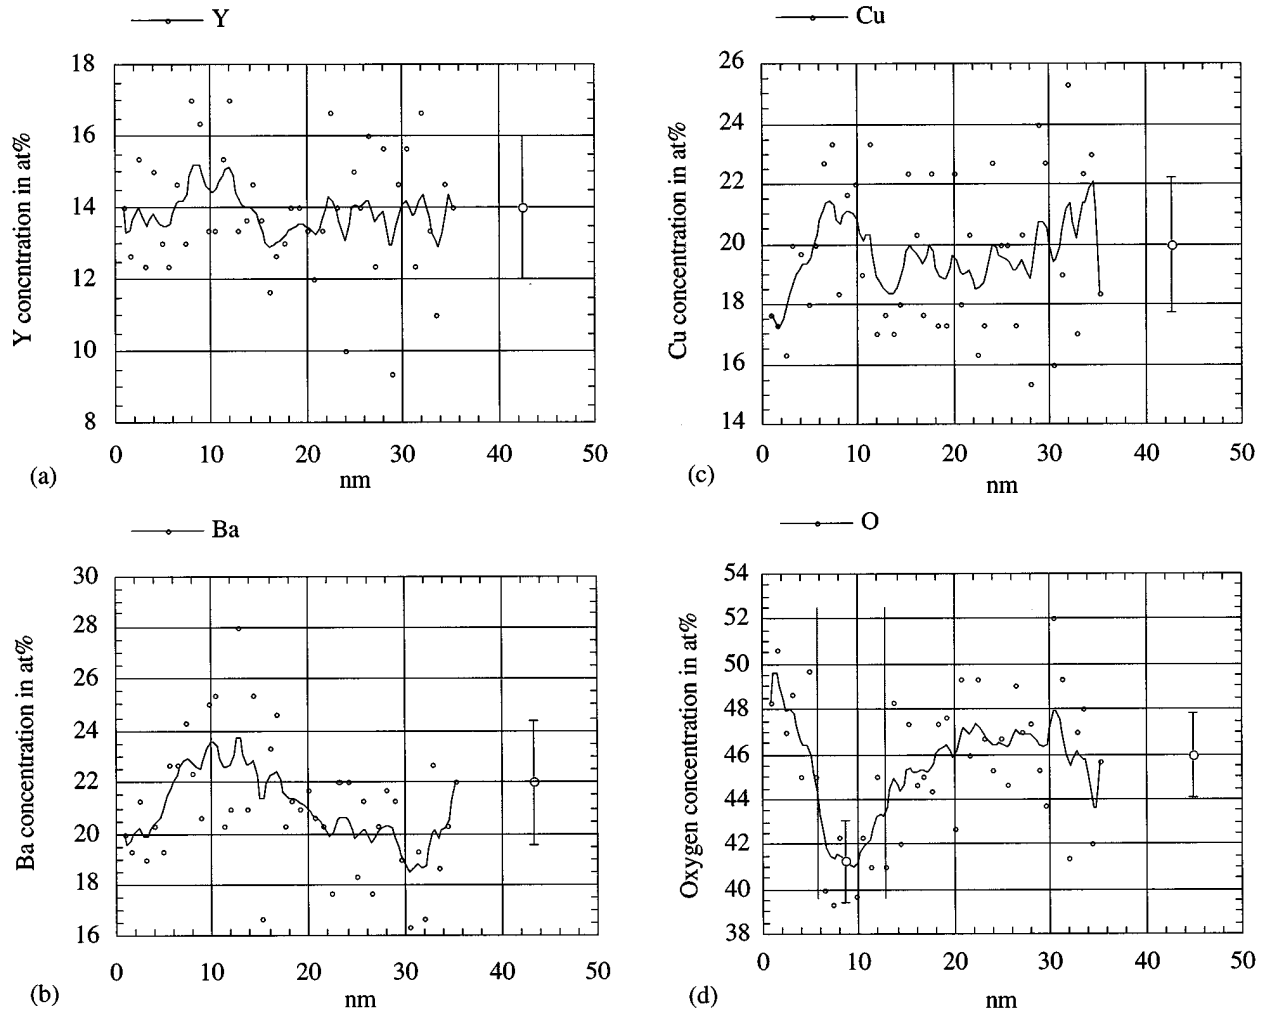 Y
Y concntration in at%
18
16
14
12
10
8
0 10 20 30 40 50
nm
(a)
Cu
Cu concentration in at%
26
24
22
20
18
16
14
0 10 20 30 40 50
nm
(c)
Ba
Ba concentration in at%
30
28
26
24
22
20
18
16
0 10 20 30 40 50
nm
(b)
O
Oxygen concentration in at%
54
52
50
48
46
44
42
40
38
0 10 20 30 40 50
nm
(d)